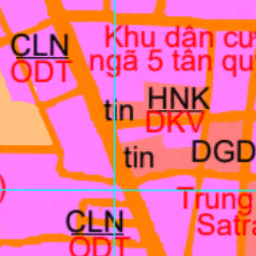 Khu dân cư
CLN
ODT
ngã 5 tân qu
tin
HNK
DKV
tin
DGD
Trung
Satra
CLN
ODT